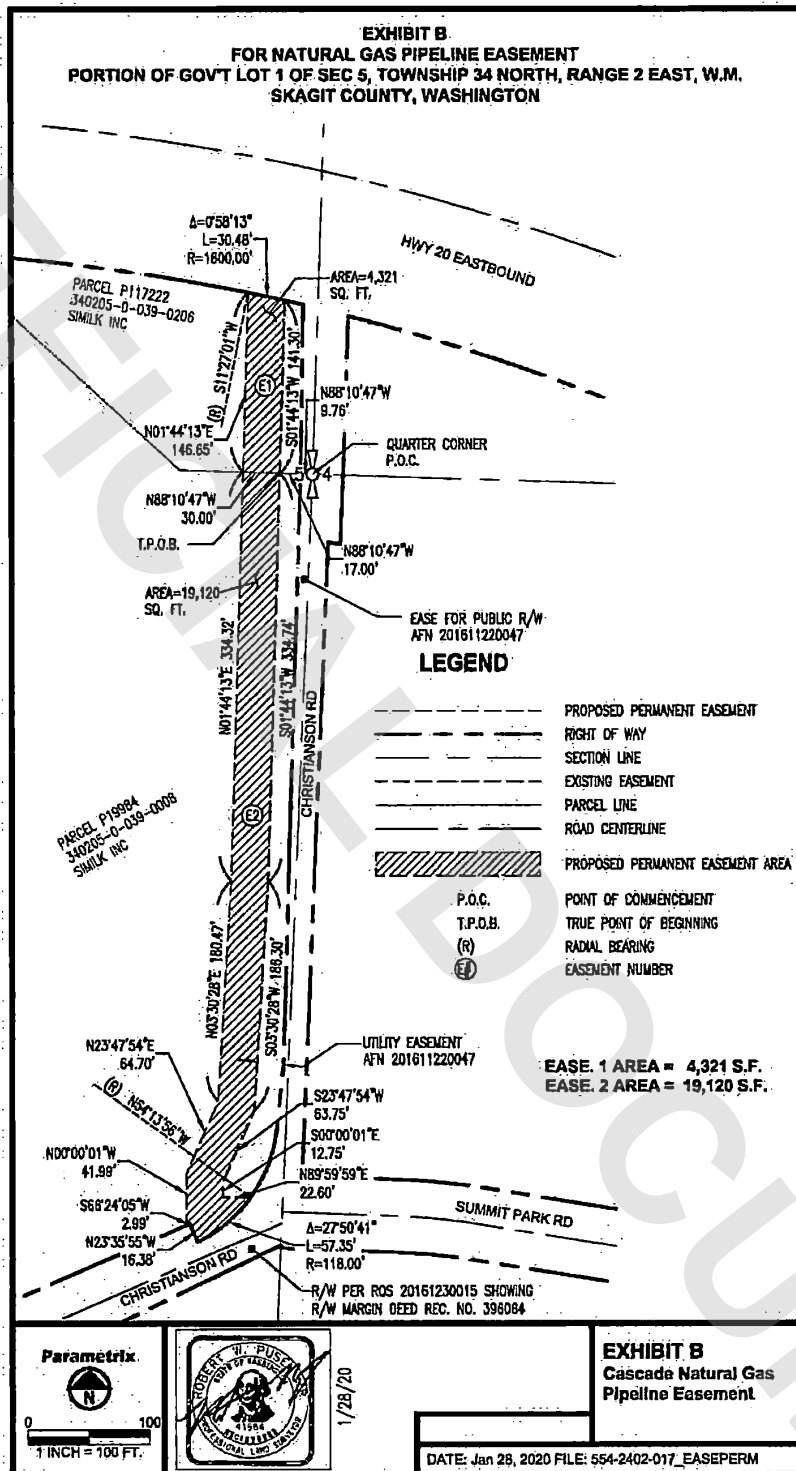 EXHIBIT B
FOR NATURAL GAS PIPELINE EASEMENT
PORTION OF GOV'T LOT 1 OF SEC 5, TOWNSHIP 34 NORTH, RANGE 2 EAST, W.M.
SKAGIT COUNTY, WASHINGTON
Δ=0°58'13"
L=30.48'
R=1600.00'
HWY 20 EASTBOUND
AREA=4,321
SQ. FT.
PARCEL P117222
340205-0-039-0206
SIMILK INC
(R) S11°27'01"W
S01°44'13"W 141.30'
E1
N88°10'47"W
9.76'
N01°44'13"E
146.65'
QUARTER CORNER
P.O.C.
5
4
N88°10'47"W
30.00'
T.P.O.B.
N88°10'47"W
17.00'
AREA=19,120
SQ. FT.
EASE FOR PUBLIC R/W
AFN 201611220047
N01°44'13"E 334.32'
S01°44'13"W 334.74'
CHRISTIANSON RD
LEGEND
PROPOSED PERMANENT EASEMENT
RIGHT OF WAY
SECTION LINE
EXISTING EASEMENT
PARCEL LINE
ROAD CENTERLINE
PROPOSED PERMANENT EASEMENT AREA
P.O.C. POINT OF COMMENCEMENT
T.P.O.B. TRUE POINT OF BEGINNING
(R) RADIAL BEARING
E# EASEMENT NUMBER
E2
PARCEL P19984
340205-0-039-0008
SIMILK INC
N03°30'28"E 180.47'
S03°30'28"W 186.30'
UTILITY EASEMENT
AFN 201611220047
EASE. 1 AREA = 4,321 S.F.
EASE. 2 AREA = 19,120 S.F.
N23°47'54"E
64.70'
(R) N54°13'56"W
S23°47'54"W
63.75'
S00°00'01"E
12.75'
N00°00'01"W
41.99'
N89°59'59"E
22.60'
S66°24'05"W
2.99'
N23°35'55"W
16.38'
SUMMIT PARK RD
Δ=27°50'41"
L=57.35'
R=118.00'
CHRISTIANSON RD
R/W PER ROS 20161230015 SHOWING
R/W MARGIN DEED REC. NO. 396064
Parametrix
N
0 100
1 INCH = 100 FT.
ROBERT W.
STATE OF WASHINGTON
41984
PROFESSIONAL LAND SURVEYOR
1/28/20
EXHIBIT B
Cascade Natural Gas
Pipeline Easement
DATE: Jan 28, 2020 FILE: 554-2402-017_EASEPERM